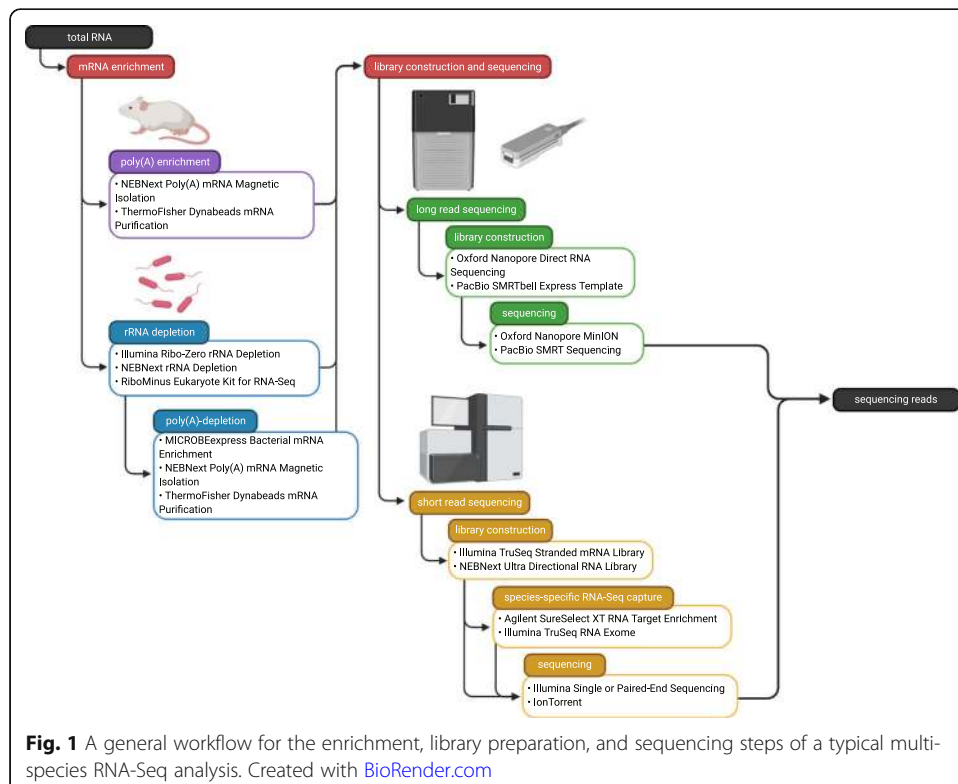 total RNA
mRNA enrichment
poly(A) enrichment
• NEBNext Poly(A) mRNA Magnetic
Isolation
• ThermoFIsher Dynabeads mRNA
Purification
rRNA depletion
• Illumina Ribo-Zero rRNA Depletion
• NEBNext rRNA Depletion
• RiboMinus Eukaryote Kit for RNA-Seq
poly(A)-depletion
• MICROBEexpress Bacterial mRNA
Enrichment
• NEBNext Poly(A) mRNA Magnetic
Isolation
• ThermoFisher Dynabeads mRNA
Purification
library construction and sequencing
long read sequencing
library construction
• Oxford Nanopore Direct RNA
Sequencing
• PacBio SMRTbell Express Template
sequencing
• Oxford Nanopore MinION
• PacBio SMRT Sequencing
short read sequencing
library construction
• Illumina TruSeq Stranded mRNA Library
• NEBNext Ultra Directional RNA Library
species-specific RNA-Seq capture
• Agilent SureSelect XT RNA Target Enrichment
• Illumina TruSeq RNA Exome
sequencing
• Illumina Single or Paired-End Sequencing
• IonTorrent
sequencing reads
Fig. 1 A general workflow for the enrichment, library preparation, and sequencing steps of a typical multi-
species RNA-Seq analysis. Created with BioRender.com